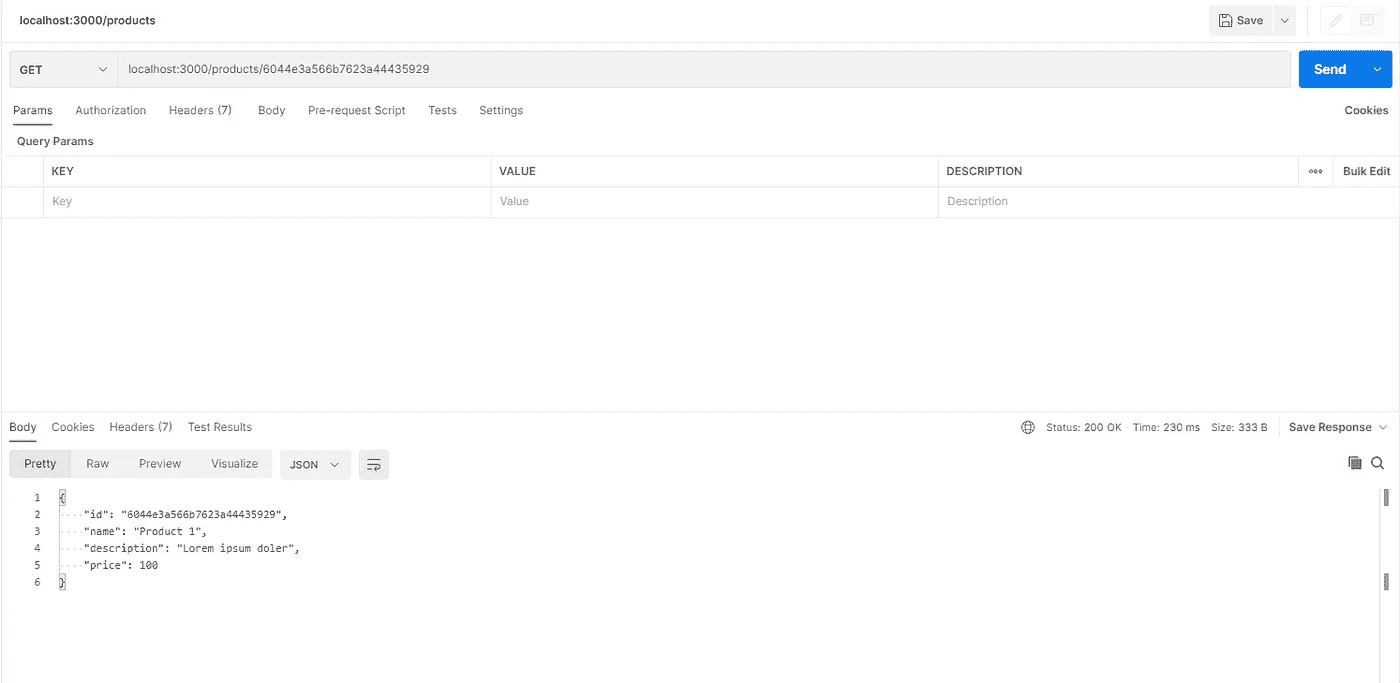 localhost:3000/products
Save
GET
localhost:3000/products/6044e3a566b7623a44435929
Send
Params Authorization Headers (7) Body Pre-request Script Tests Settings Cookies
Query Params
KEY VALUE DESCRIPTION ooo Bulk Edit
Key Value Description
Body Cookies Headers (7) Test Results Status: 200 OK Time: 230 ms Size: 333 B Save Response
Pretty Raw Preview Visualize JSON
1 {
2 "id": "6044e3a566b7623a44435929",
3 "name": "Product 1",
4 "description": "Lorem ipsum doler",
5 "price": 100
6 }